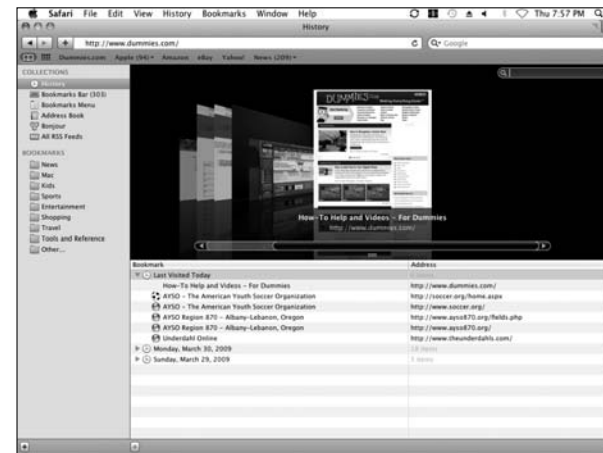 Safari File Edit View History Bookmarks Window Help Thu 7:57 PM
History
http://www.dummies.com/ Google
Dummies.com Apple (94) Amazon eBay Yahoo! News (209)
COLLECTIONS
History
Bookmarks Bar (303)
Bookmarks Menu
Address Book
Bonjour
All RSS Feeds
BOOKMARKS
News
Mac
Kids
Sports
Entertainment
Shopping
Travel
Tools and Reference
Other...
DUMMIES
How-To Help and Videos - For Dummies
http://www.dummies.com/
Bookmark Address
Last Visited Today
How-To Help and Videos - For Dummies http://www.dummies.com/
AYSO - The American Youth Soccer Organization http://soccer.org/home.aspx
AYSO - The American Youth Soccer Organization http://www.soccer.org/
AYSO Region 870 - Albany-Lebanon, Oregon http://www.ayso870.org/fields.php
AYSO Region 870 - Albany-Lebanon, Oregon http://www.ayso870.org/
Underdahl Online http://www.theunderdahls.com/
Monday, March 30, 2009
Sunday, March 29, 2009